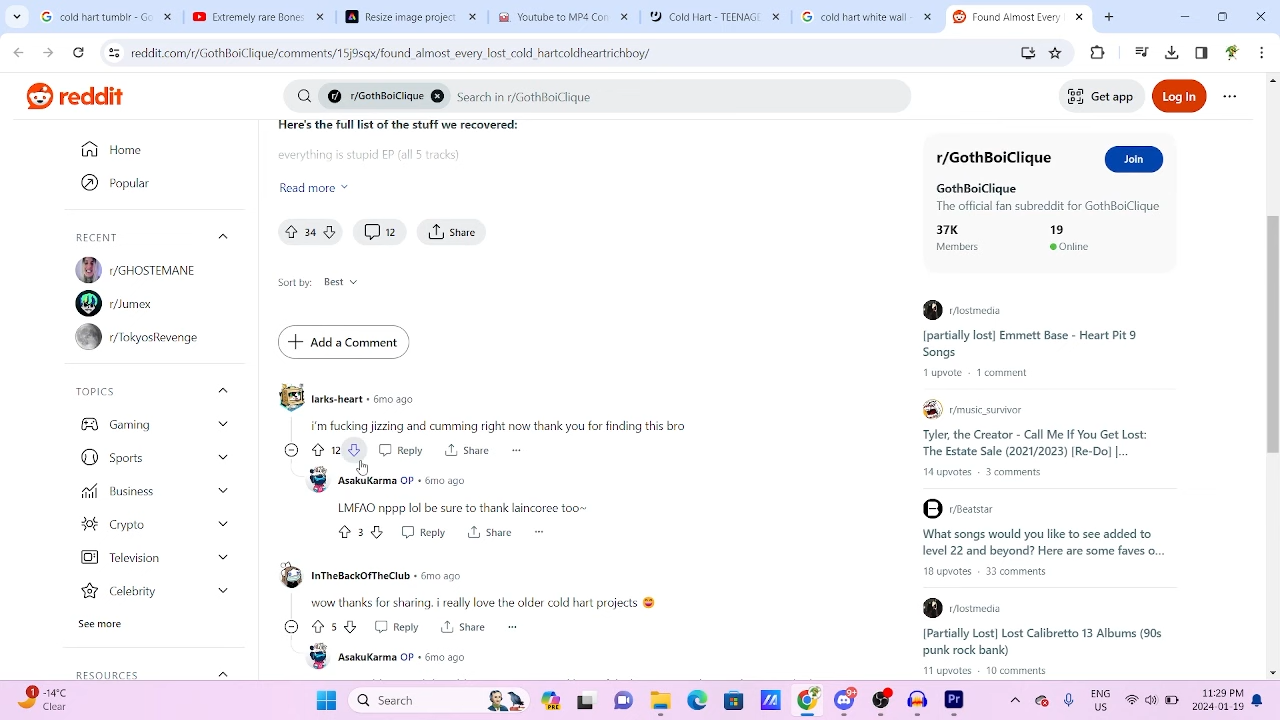 G
Extremely Goo
Resize image project
Youtube to MP4 Con
Cold Hart - TEENAGE
cold hart white wall -
Found Almost Every L
reddit.com/r/GothBoiClique/comments/15j9soy/found_almost_every_lost_cold_hartcoldheartrichboy/
reddit
r/GothBoiClique
Search in r/GothBoiClique
Get app
Log In
Home
Popular
RECENT
r/GHOSTEMANE
r/Jumex
r/TokyosRevenge
TOPICS
Gaming
Sports
Business
Crypto
Television
Celebrity
See more
RESOURCES
Here's the full list of the stuff we recovered:
everything is stupid EP (all 5 tracks)
Read more
34
12
Share
Sort by:
Best
Add a Comment
larks-heart • 6mo ago
i'm fucking jizzing and cumming right now thank you for finding this bro
12
Reply
Share
AsakuKarma OP • 6mo ago
LMFAO nppp lol be sure to thank laincoree too~
3
Reply
Share
InTheBackOfTheClub • 6mo ago
wow thanks for sharing. i really love the older cold hart projects
5
Reply
Share
AsakuKarma OP • 6mo ago
r/GothBoiClique
Join
GothBoiClique
The official fan subreddit for GothBoiClique
37K
19
Members
Online
r/lostmedia
[partially lost] Emmett Base - Heart Pit 9
Songs
1 upvote · 1 comment
r/music_survivor
Tyler, the Creator - Call Me If You Get Lost:
The Estate Sale (2021/2023) [Re-Do] |...
14 upvotes · 3 comments
r/Beatstar
What songs would you like to see added to
level 22 and beyond? Here are some faves o...
18 upvotes · 33 comments
r/lostmedia
[Partially Lost] Lost Calibretto 13 Albums (90s
punk rock band)
11 upvotes · 10 comments
1
-14°C
Clear
Search
Pr
ENG
US
11:29 PM
2024-01-19